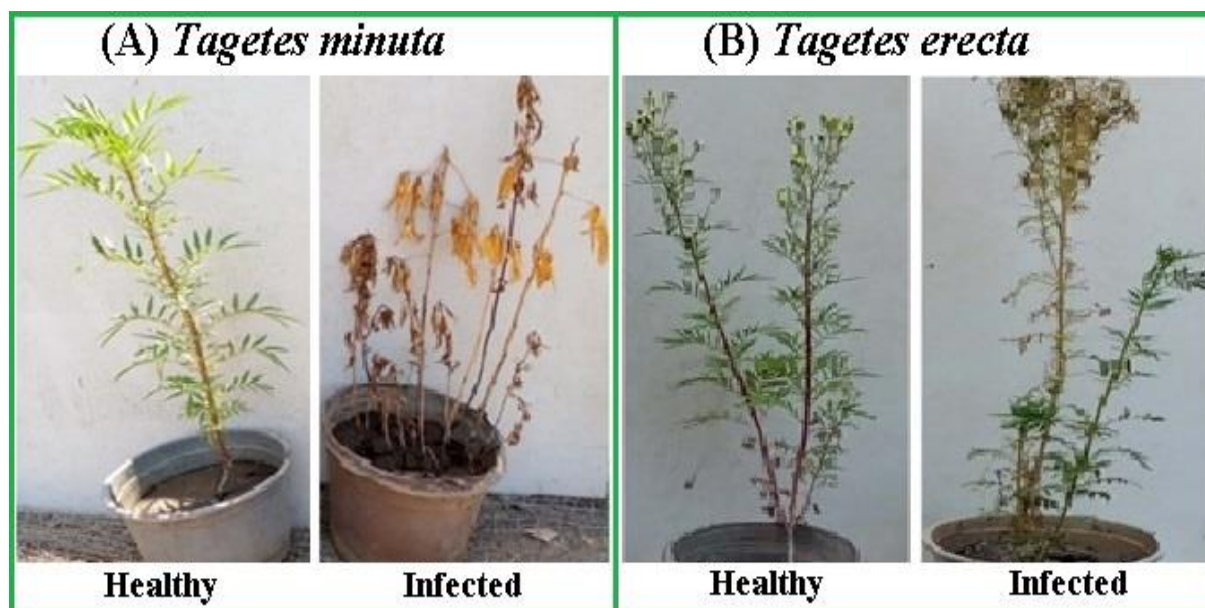 (A) Tagetes minuta
(B) Tagetes erecta
Healthy
Infected
Healthy
Infected